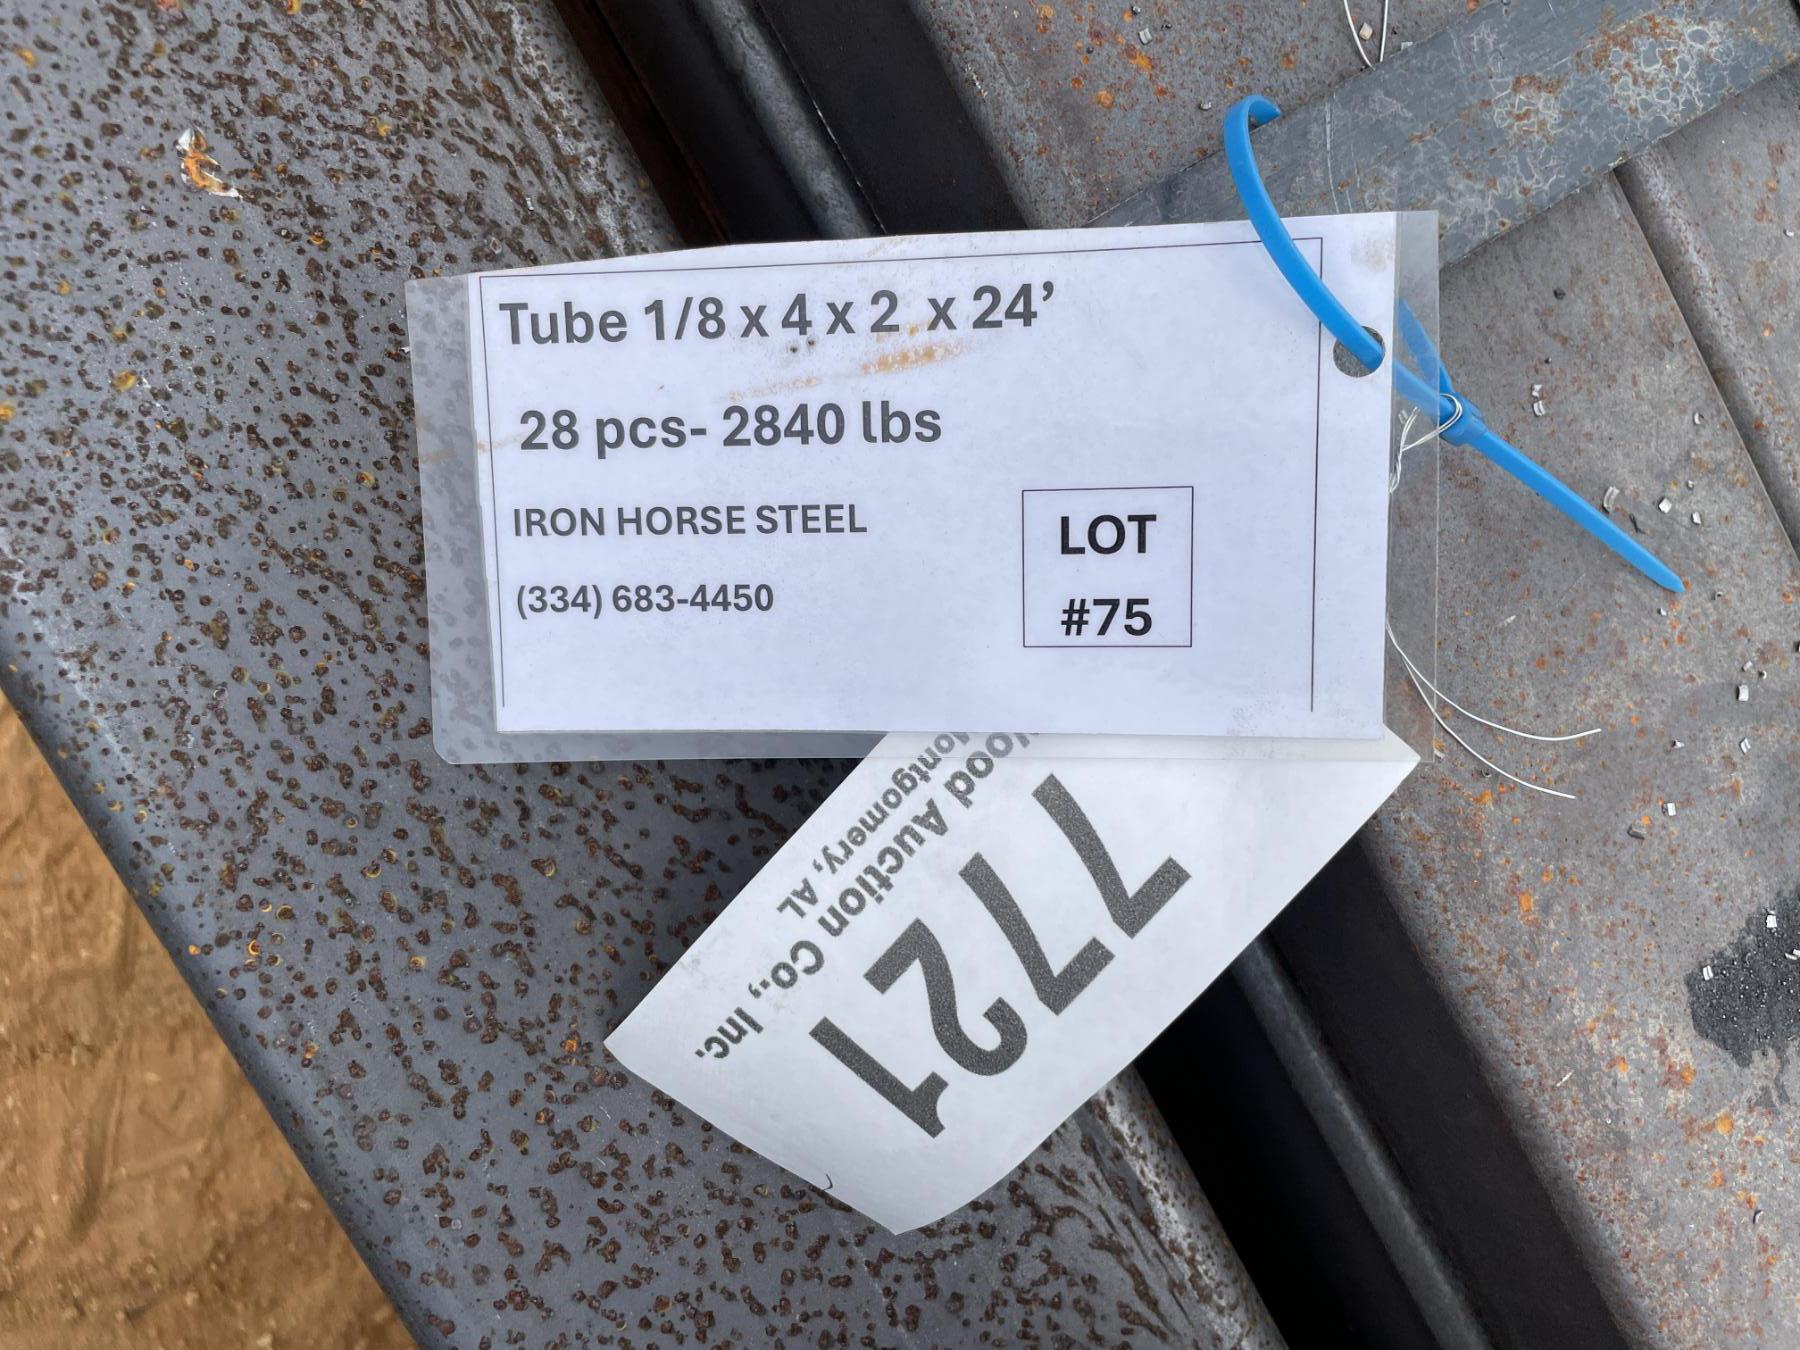 Tube 1/8 x 4 x 2 x 24’
28 pcs- 2840 lbs
IRON HORSE STEEL
(334) 683-4450
LOT
#75
7721
Auction Co., Inc.
Montgomery, AL